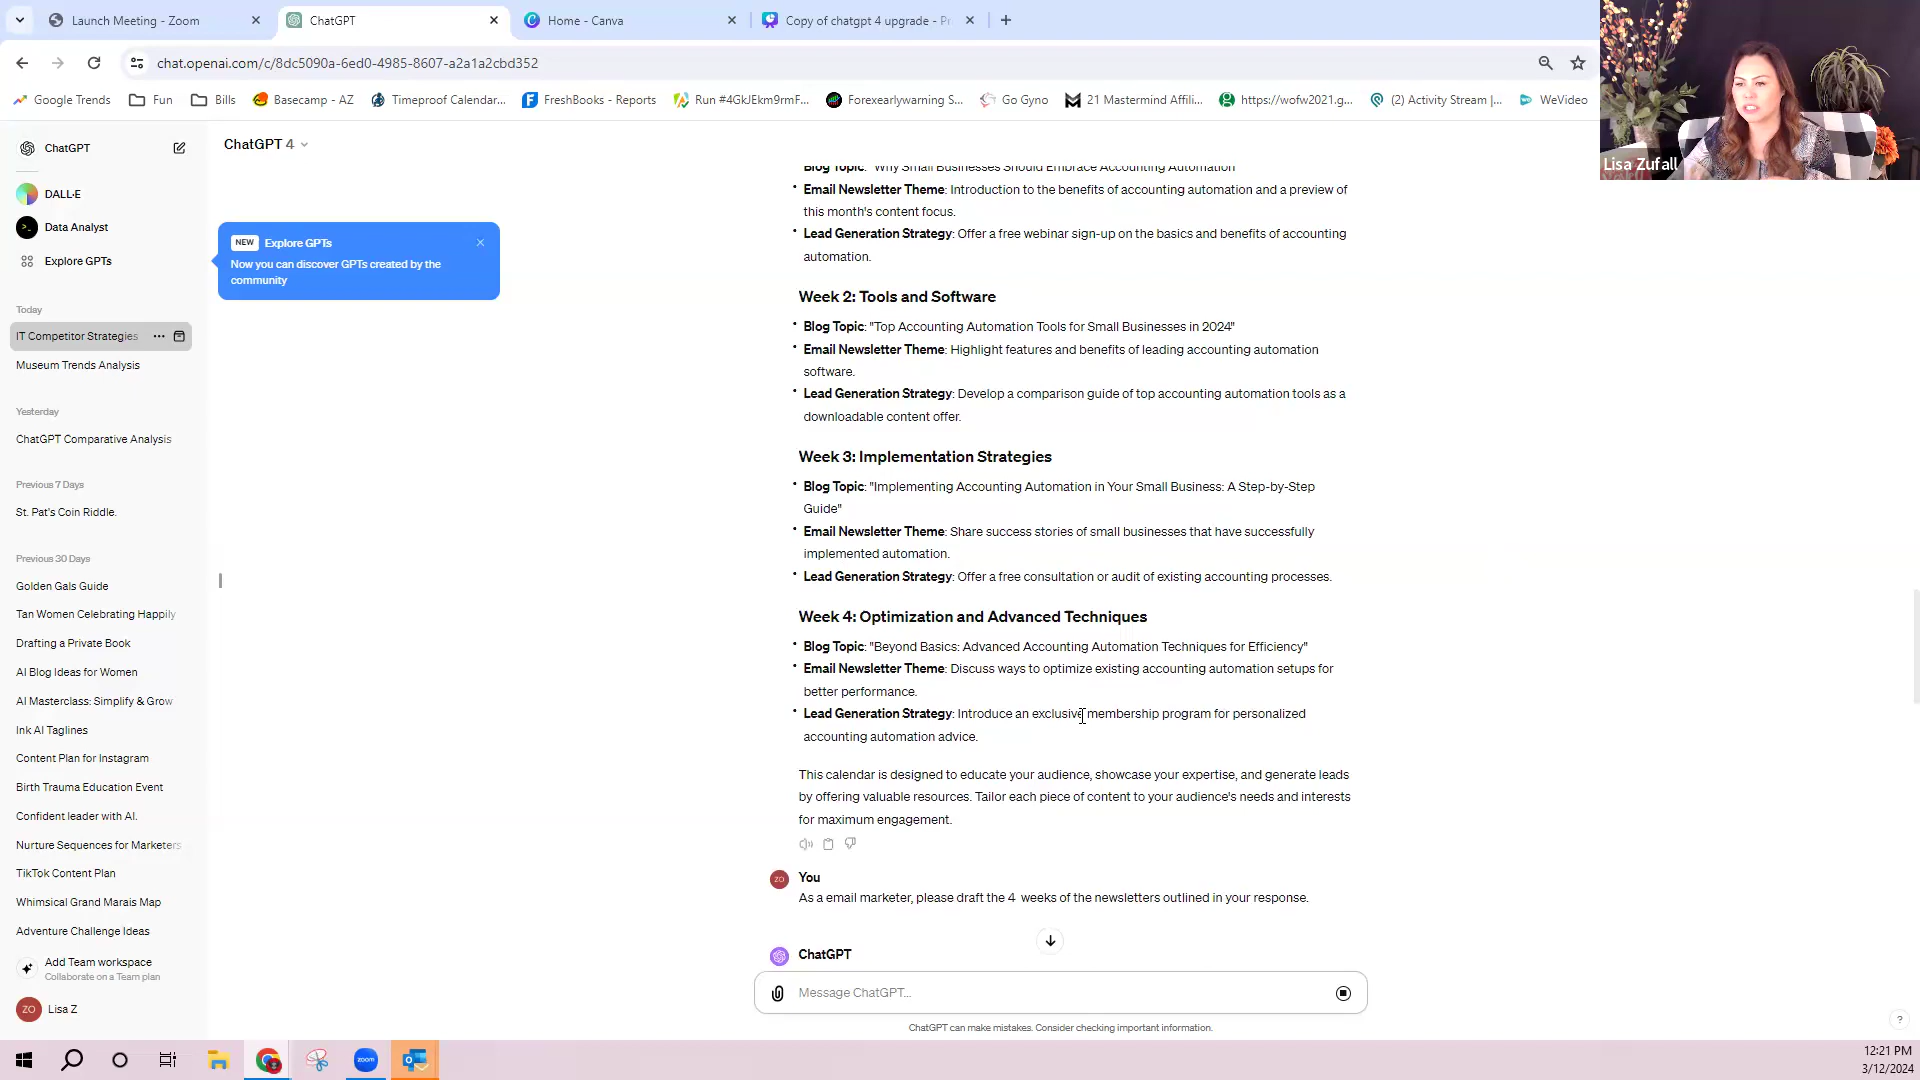 Launch Meeting - Zoom
ChatGPT
Home - Canva
Copy of chatgpt 4 upgrade - Pr
chat.openai.com/c/8dc5090a-6ed0-4985-8607-a2a1a2cbd352
Google Trends
Fun
Bills
Basecamp - AZ
Timeproof Calendar...
FreshBooks - Reports
Run #4GkJEkm9rmF...
Forexearlywarning S...
Go Gyno
21 Mastermind Affili...
https://wofw2021.g...
(2) Activity Stream |...
WeVideo
Lisa Zufall
ChatGPT
DALL·E
Data Analyst
Explore GPTs
NEW Explore GPTs
Now you can discover GPTs created by the
community
Today
IT Competitor Strategies
Museum Trends Analysis
Yesterday
ChatGPT Comparative Analysis
Previous 7 Days
St. Pat's Coin Riddle.
Previous 30 Days
Golden Gals Guide
Tan Women Celebrating Happily
Drafting a Private Book
AI Blog Ideas for Women
AI Masterclass: Simplify & Grow
Ink AI Taglines
Content Plan for Instagram
Birth Trauma Education Event
Confident leader with AI.
Nurture Sequences for Marketers
TikTok Content Plan
Whimsical Grand Marais Map
Adventure Challenge Ideas
Add Team workspace
Collaborate on a Team plan
ZO Lisa Z
ChatGPT 4
Blog Topic: "Why Small Businesses Should Embrace Accounting Automation"
• Email Newsletter Theme: Introduction to the benefits of accounting automation and a preview of
this month's content focus.
• Lead Generation Strategy: Offer a free webinar sign-up on the basics and benefits of accounting
automation.
Week 2: Tools and Software
• Blog Topic: "Top Accounting Automation Tools for Small Businesses in 2024"
• Email Newsletter Theme: Highlight features and benefits of leading accounting automation
software.
• Lead Generation Strategy: Develop a comparison guide of top accounting automation tools as a
downloadable content offer.
Week 3: Implementation Strategies
• Blog Topic: "Implementing Accounting Automation in Your Small Business: A Step-by-Step
Guide"
• Email Newsletter Theme: Share success stories of small businesses that have successfully
implemented automation.
• Lead Generation Strategy: Offer a free consultation or audit of existing accounting processes.
Week 4: Optimization and Advanced Techniques
• Blog Topic: "Beyond Basics: Advanced Accounting Automation Techniques for Efficiency"
• Email Newsletter Theme: Discuss ways to optimize existing accounting automation setups for
better performance.
• Lead Generation Strategy: Introduce an exclusive membership program for personalized
accounting automation advice.
This calendar is designed to educate your audience, showcase your expertise, and generate leads
by offering valuable resources. Tailor each piece of content to your audience's needs and interests
for maximum engagement.
ZO You
As a email marketer, please draft the 4 weeks of the newsletters outlined in your response.
ChatGPT
Message ChatGPT...
ChatGPT can make mistakes. Consider checking important information.
?
zoom
12:21 PM
3/12/2024